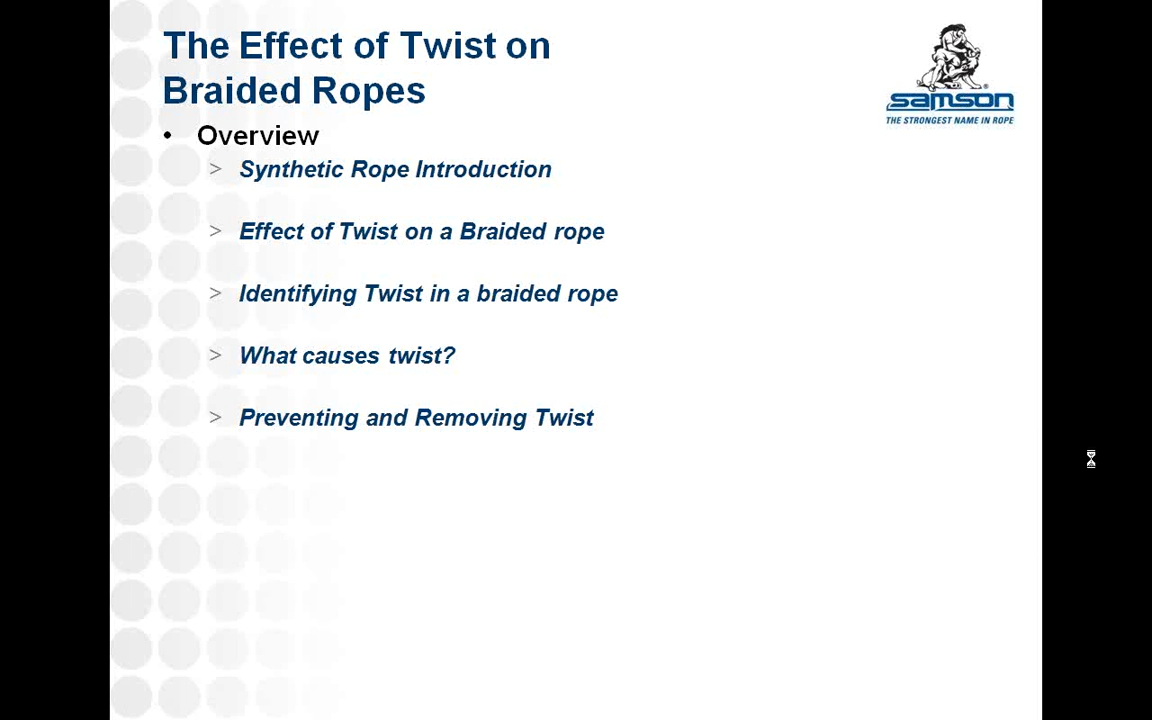 The Effect of Twist on
Braided Ropes
• Overview
> Synthetic Rope Introduction
> Effect of Twist on a Braided rope
> Identifying Twist in a braided rope
> What causes twist?
> Preventing and Removing Twist
®
SAMSON
THE STRONGEST NAME IN ROPE